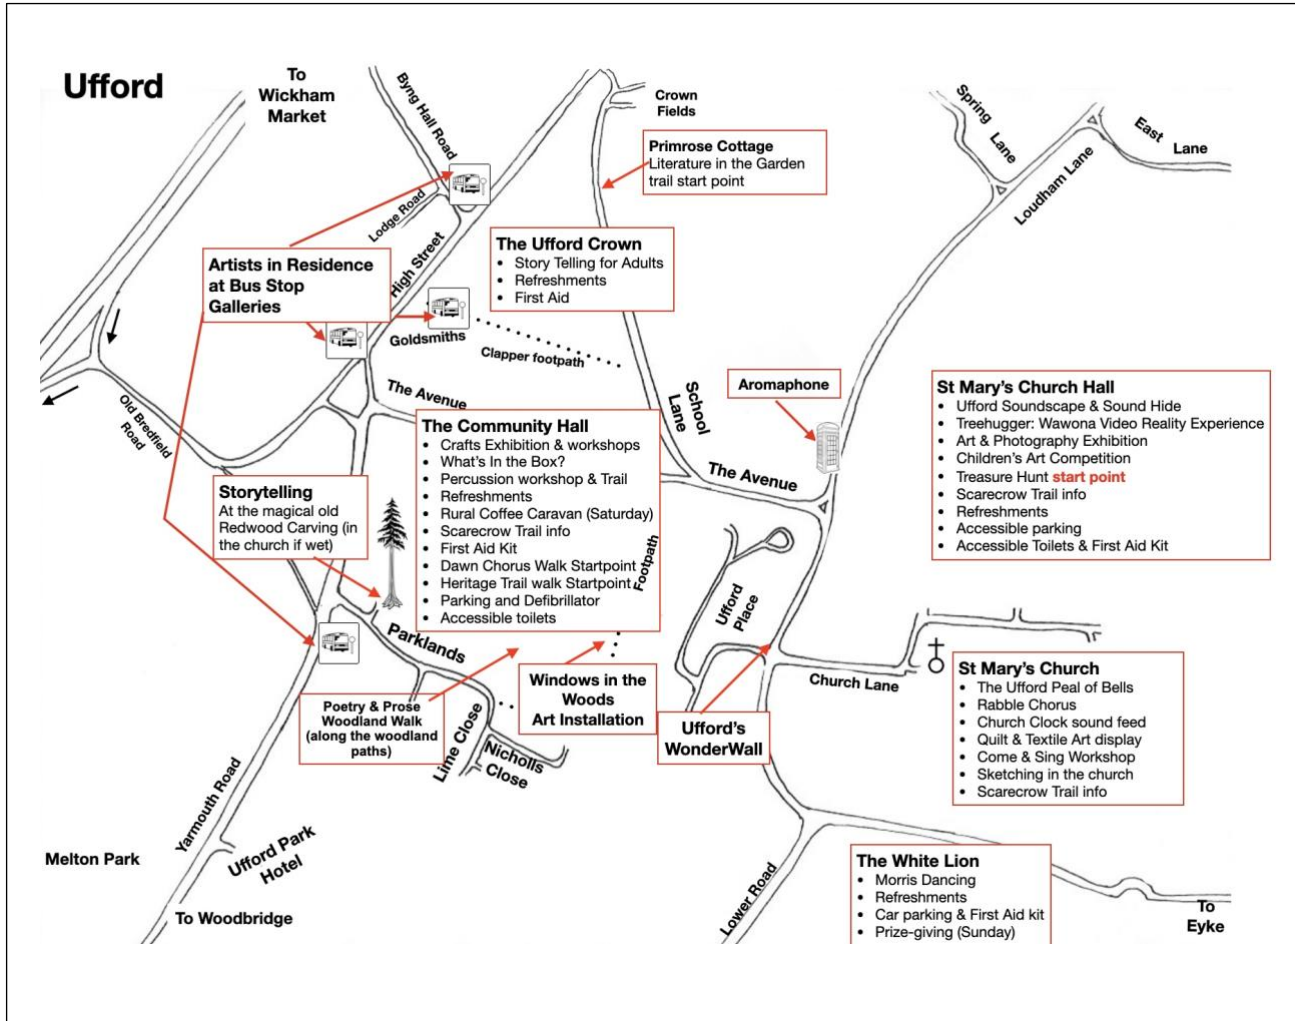 Ufford
To
Wickham
Market
Byng Hall Road
Crown
Fields
Spring
Lane
East
Lane
Loudham Lane
Primrose Cottage
Literature in the Garden
trail start point
Lodge Road
High Street
Artists in Residence
at Bus Stop
Galleries
The Ufford Crown
• Story Telling for Adults
• Refreshments
• First Aid
Goldsmiths
Clapper footpath
Old Bredfield
Road
The Avenue
School
Lane
Aromaphone
The Avenue
St Mary's Church Hall
• Ufford Soundscape & Sound Hide
• Treehugger: Wawona Video Reality Experience
• Art & Photography Exhibition
• Children's Art Competition
• Treasure Hunt start point
• Scarecrow Trail info
• Refreshments
• Accessible parking
• Accessible Toilets & First Aid Kit
The Community Hall
• Crafts Exhibition & workshops
• What's In the Box?
• Percussion workshop & Trail
• Refreshments
• Rural Coffee Caravan (Saturday)
• Scarecrow Trail info
• First Aid Kit
• Dawn Chorus Walk Startpoint
• Heritage Trail walk Startpoint
• Parking and Defibrillator
• Accessible toilets
Footpath
Storytelling
At the magical old
Redwood Carving (in
the church if wet)
Ufford
Place
Parklands
Church Lane
St Mary's Church
• The Ufford Peal of Bells
• Rabble Chorus
• Church Clock sound feed
• Quilt & Textile Art display
• Come & Sing Workshop
• Sketching in the church
• Scarecrow Trail info
Poetry & Prose
Woodland Walk
(along the woodland
paths)
Windows in the
Woods
Art Installation
Ufford's
WonderWall
Lime Close
Nicholls
Close
Yarmouth Road
Ufford Park
Hotel
Melton Park
To Woodbridge
Lower Road
The White Lion
• Morris Dancing
• Refreshments
• Car parking & First Aid kit
• Prize-giving (Sunday)
To
Eyke